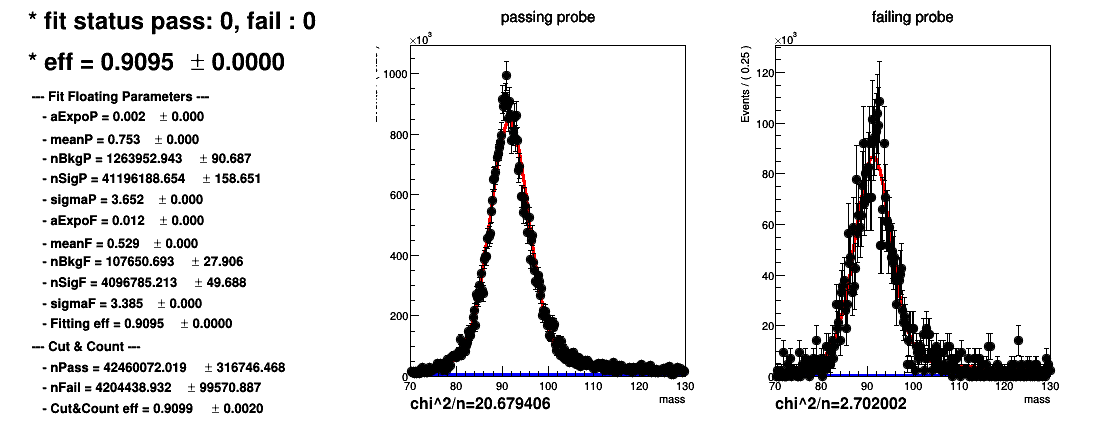 * fit status pass: 0, fail : 0
* eff = 0.9095 ± 0.0000
--- Fit Floating Parameters ---
- aExpoP = 0.002 ± 0.000
- meanP = 0.753 ± 0.000
- nBkgP = 1263952.943 ± 90.687
- nSigP = 41196188.654 ± 158.651
- sigmaP = 3.652 ± 0.000
- aExpoF = 0.012 ± 0.000
- meanF = 0.529 ± 0.000
- nBkgF = 107650.693 ± 27.906
- nSigF = 4096785.213 ± 49.688
- sigmaF = 3.385 ± 0.000
- Fitting eff = 0.9095 ± 0.0000
--- Cut & Count ---
- nPass = 42460072.019 ± 316746.468
- nFail = 4204438.932 ± 99570.887
- Cut&Count eff = 0.9099 ± 0.0020
passing probe
×10³
1000
800
600
400
200
0
70 80 90 100 110 120 130
mass
chi^2/n=20.679406
failing probe
×10³
Events / ( 0.25 )
120
100
80
60
40
20
0
70 80 90 100 110 120 130
mass
chi^2/n=2.702002